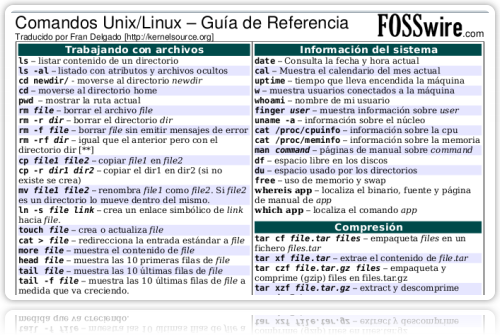 Comandos Unix/Linux – Guía de Referencia
FOSSwire.com
Traducido por Fran Delgado [http://kernelsource.org]
Trabajando con archivos
ls – listar contenido de un directorio
ls -al – listado con atributos y archivos ocultos
cd newdir/ - moverse al directorio newdir
cd – moverse al directorio home
pwd – mostrar la ruta actual
rm file – borrar el archivo file
rm -r dir – borrar el directorio dir
rm -f file – borrar file sin emitir mensajes de error
rm -rf dir – igual que el anterior pero con el
directorio dir [**]
cp file1 file2 – copiar file1 en file2
cp -r dir1 dir2 – copiar el dir1 en dir2 (si no
existe se crea)
mv file1 file2 – renombra file1 como file2. Si file2
es un directorio lo mueve dentro del mismo.
ln -s file link – crea un enlace simbólico de link
hacia file.
touch file – crea o actualiza file
cat > file – redirecciona la entrada estándar a file
more file – muestra el contenido de file
head file – muestra las 10 primeras filas de file
tail file – muestra las 10 últimas filas de file
tail -f file – muestra las 10 últimas filas de file a
medida que va creciendo.
Información del sistema
date – Consulta la fecha y hora actual
cal – Muestra el calendario del mes actual
uptime – tiempo que lleva encendida la máquina
w – muestra usuarios conectados a la máquina
whoami – nombre de mi usuario
finger user – muestra información sobre user
uname -a – información sobre el núcleo
cat /proc/cpuinfo – información sobre la cpu
cat /proc/meminfo – información sobre la memoria
man command – páginas de manual sobre command
df – espacio libre en los discos
du – espacio usado por los directorios
free – uso de memoria y swap
whereis app – localiza el binario, fuente y página
de manual de app
which app – localiza el comando app
Compresión
tar cf file.tar files – empaqueta files en un
fichero files.tar
tar xf file.tar – extrae el contenido de file.tar
tar czf file.tar.gz files – empaqueta y
comprime (gzip) files en files.tar.gz
tar xzf file.tar.gz – extract y descomprime